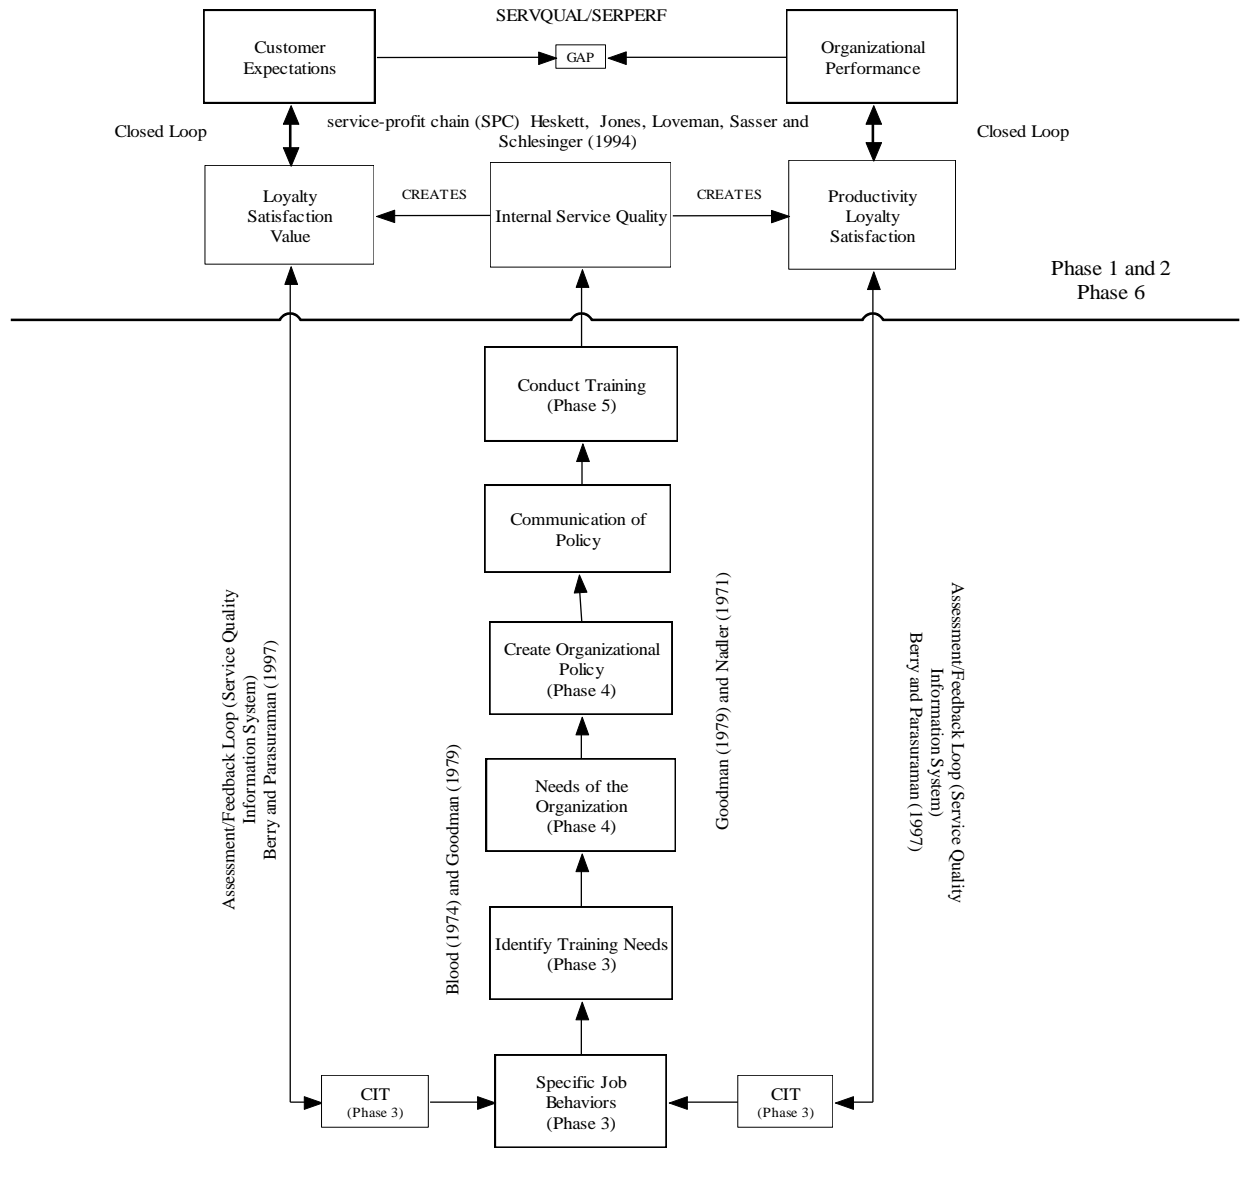 SERVQUAL/SERPERF
Customer
Expectations
GAP
Organizational
Performance
Closed Loop
service-profit chain (SPC) Heskett, Jones, Loveman, Sasser and
Schlesinger (1994)
Closed Loop
Loyalty
Satisfaction
Value
CREATES
Internal Service Quality
CREATES
Productivity
Loyalty
Satisfaction
Phase 1 and 2
Phase 6
Conduct Training
(Phase 5)
Communication of
Policy
Create Organizational
Policy
(Phase 4)
Needs of the
Organization
(Phase 4)
Identify Training Needs
(Phase 3)
Specific Job
Behaviors
(Phase 3)
CIT
(Phase 3)
CIT
(Phase 3)
Assessment/Feedback Loop (Service Quality
Information System)
Berry and Parasuraman (1997)
Blood (1974) and Goodman (1979)
Goodman (1979) and Nadler (1971)
Assessment/Feedback Loop (Service Quality
Information System)
Berry and Parasuraman (1997)